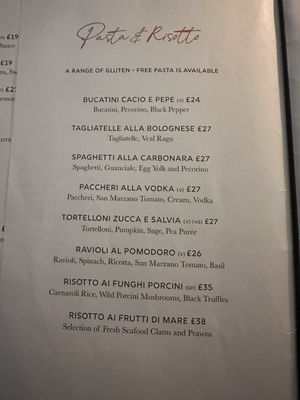 £19
Sauce
£19
Pasta & Risotto
A RANGE OF GLUTEN - FREE PASTA IS AVAILABLE
BUCATINI CACIO E PEPE (V) £24
Bucatini, Pecorino, Black Pepper
TAGLIATELLE ALLA BOLOGNESE £27
Tagliatelle, Veal Ragu
SPAGHETTI ALLA CARBONARA £27
Spaghetti, Guanciale, Egg Yolk and Pecorino
PACCHERI ALLA VODKA (V) £27
Paccheri, San Marzano Tomato, Cream, Vodka
TORTELLONI ZUCCA E SALVIA (V) (VG) £27
Tortelloni, Pumpkin, Sage, Pea Purée
RAVIOLI AL POMODORO (V) £26
Ravioli, Spinach, Ricotta, San Marzano Tomato, Basil
RISOTTO AI FUNGHI PORCINI (GF) £35
Carnaroli Rice, Wild Porcini Mushrooms, Black Truffles
RISOTTO AI FRUTTI DI MARE £38
Selection of Fresh Seafood Clams and Prawns